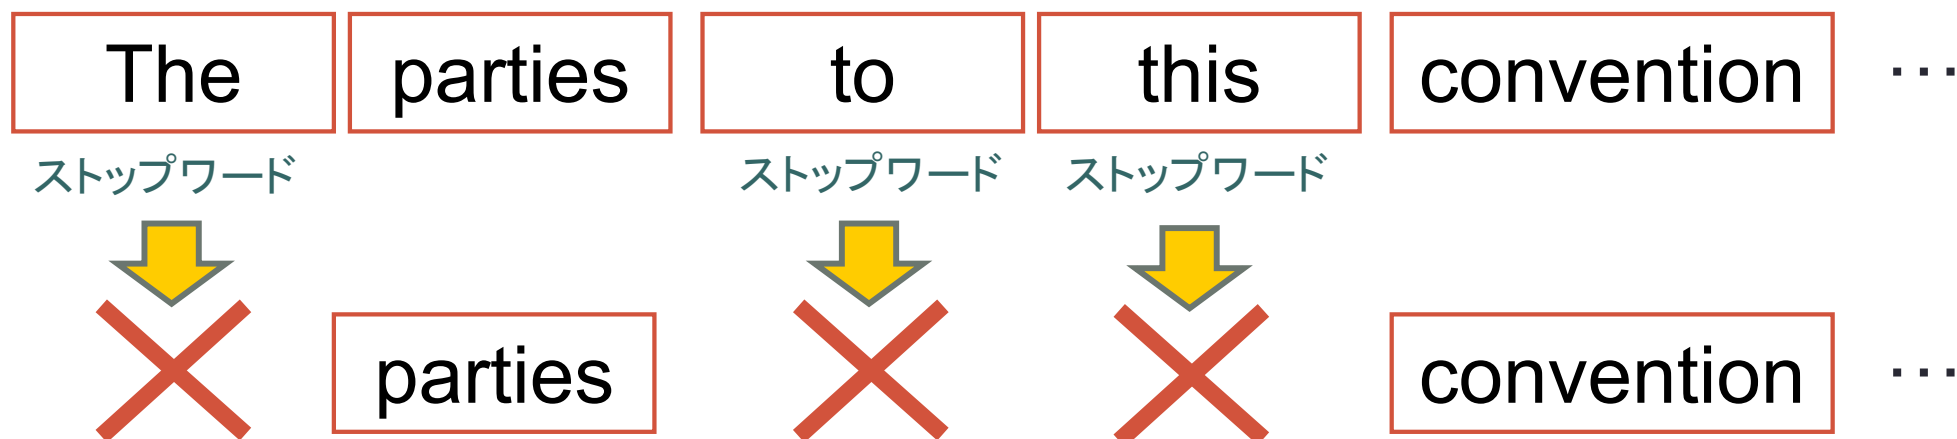 The parties to this convention …
ストップワード ストップワード ストップワード
parties convention …